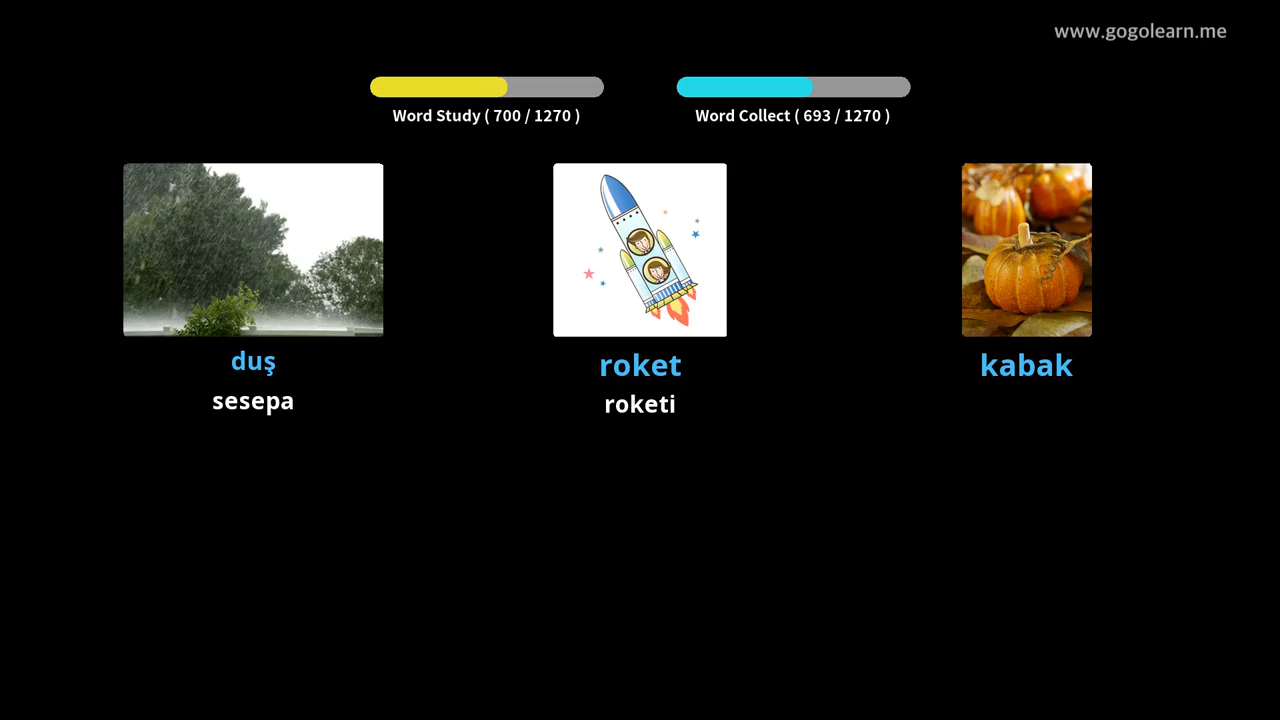 www.gogolearn.me
Word Study ( 700 / 1270 )
Word Collect ( 693 / 1270 )
duş
sesepa
roket
roketi
kabak